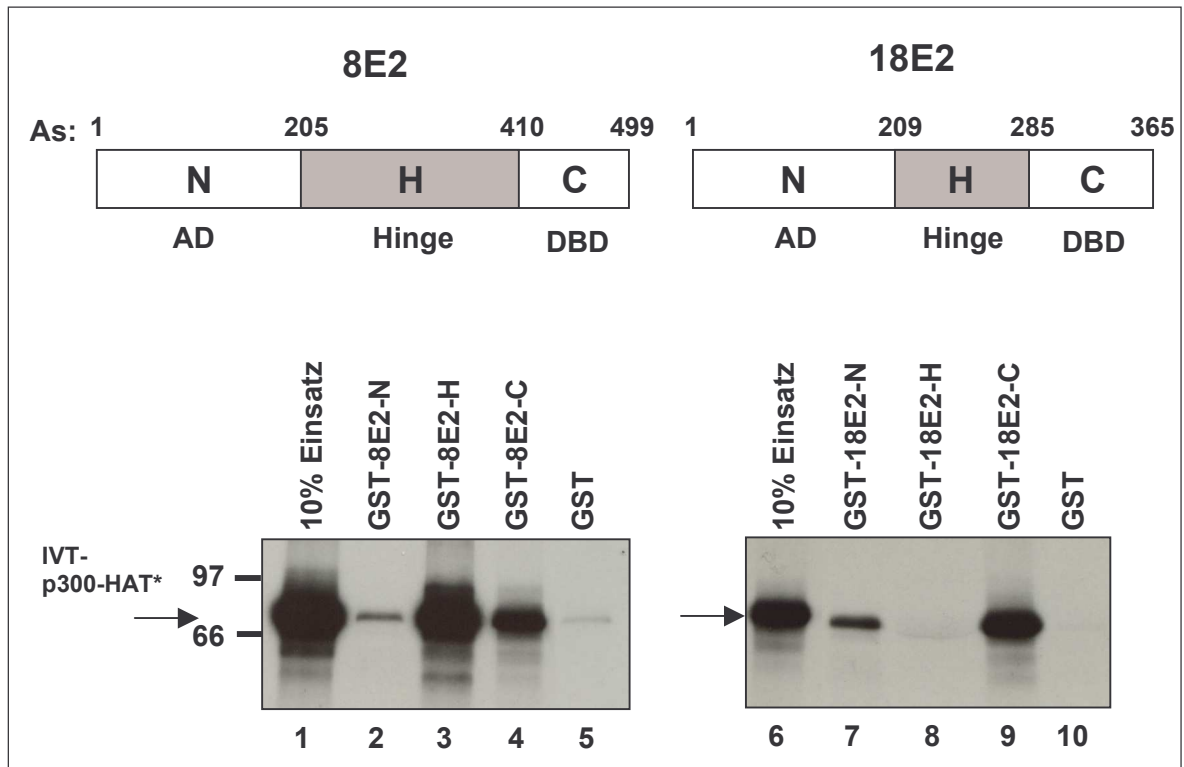 8E2 18E2
As: 1 205 410 499 1 209 285 365
N H C N H C
AD Hinge DBD AD Hinge DBD
10% Einsatz
GST-8E2-N
GST-8E2-H
GST-8E2-C
GST
10% Einsatz
GST-18E2-N
GST-18E2-H
GST-18E2-C
GST
IVT-
p300-HAT*
97
66
1 2 3 4 5 6 7 8 9 10